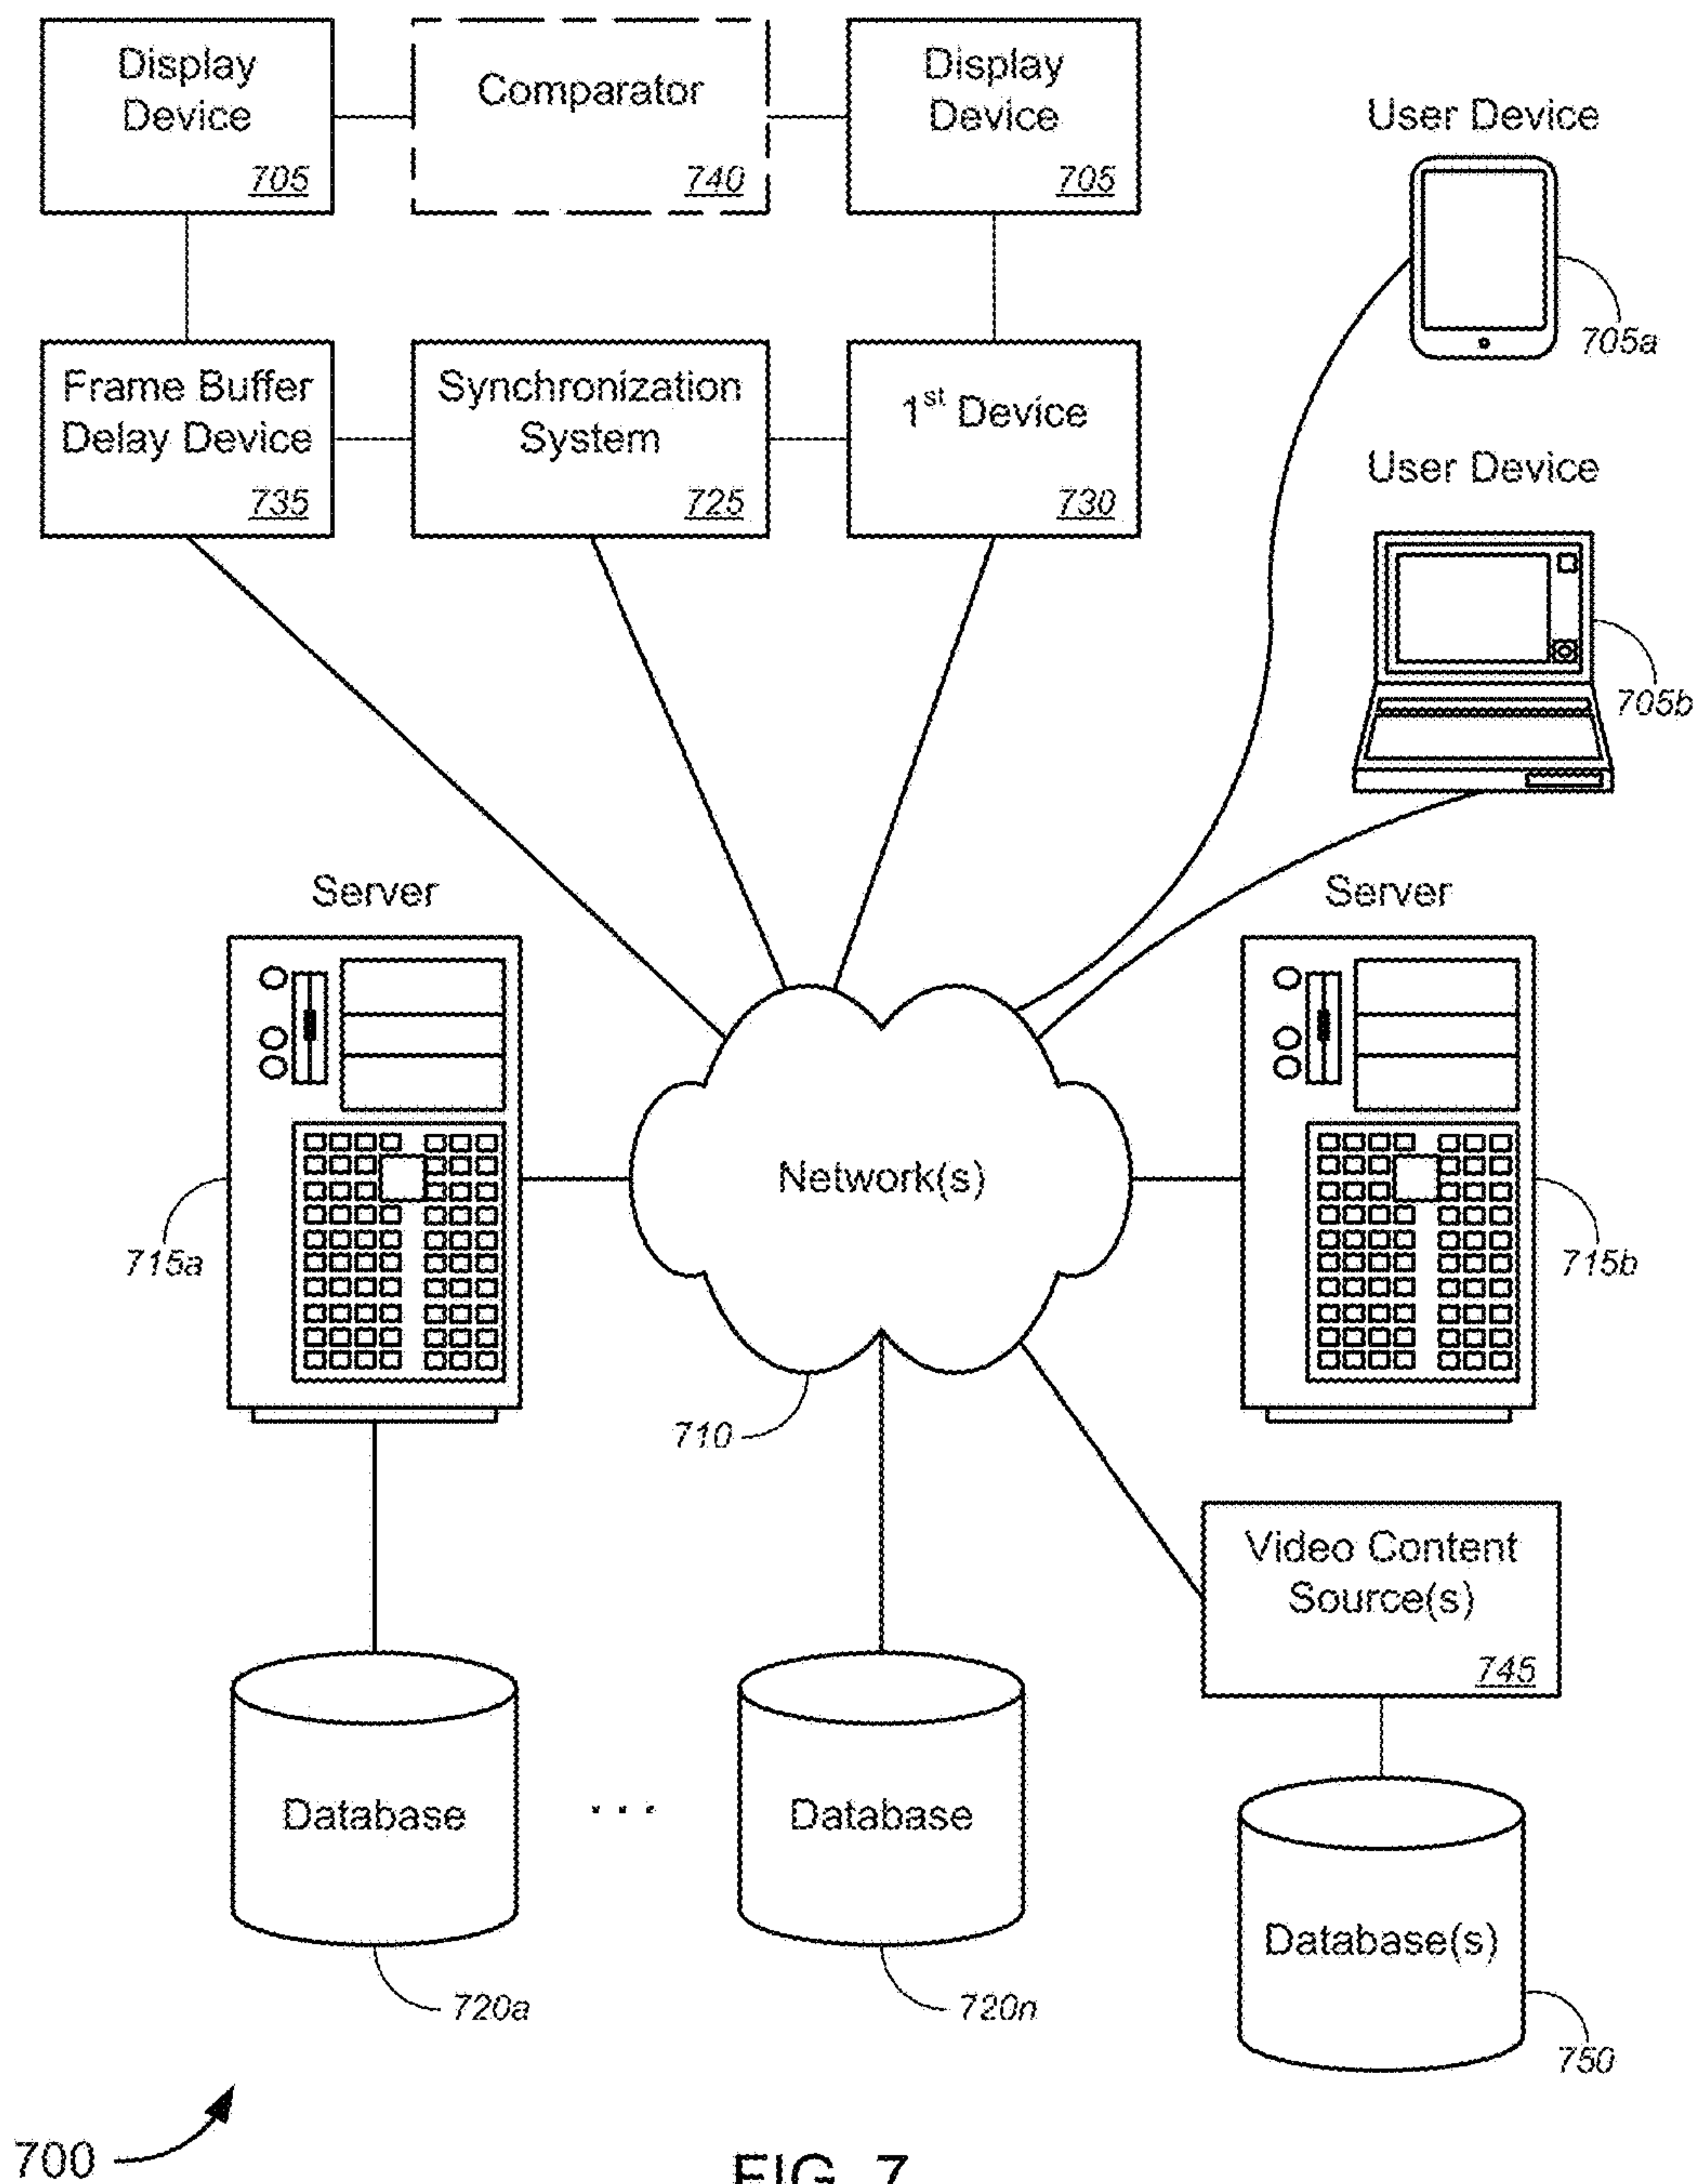 Display
Device
705
Comparator
740
Display
Device
705
User Device
705a
Frame Buffer
Delay Device
735
Synchronization
System
725
1st Device
730
User Device
705b
Server
715a
Server
715b
Network(s)
710
Video Content
Source(s)
745
Database
720a
. . .
Database
720n
Database(s)
750
700
FIG. 7